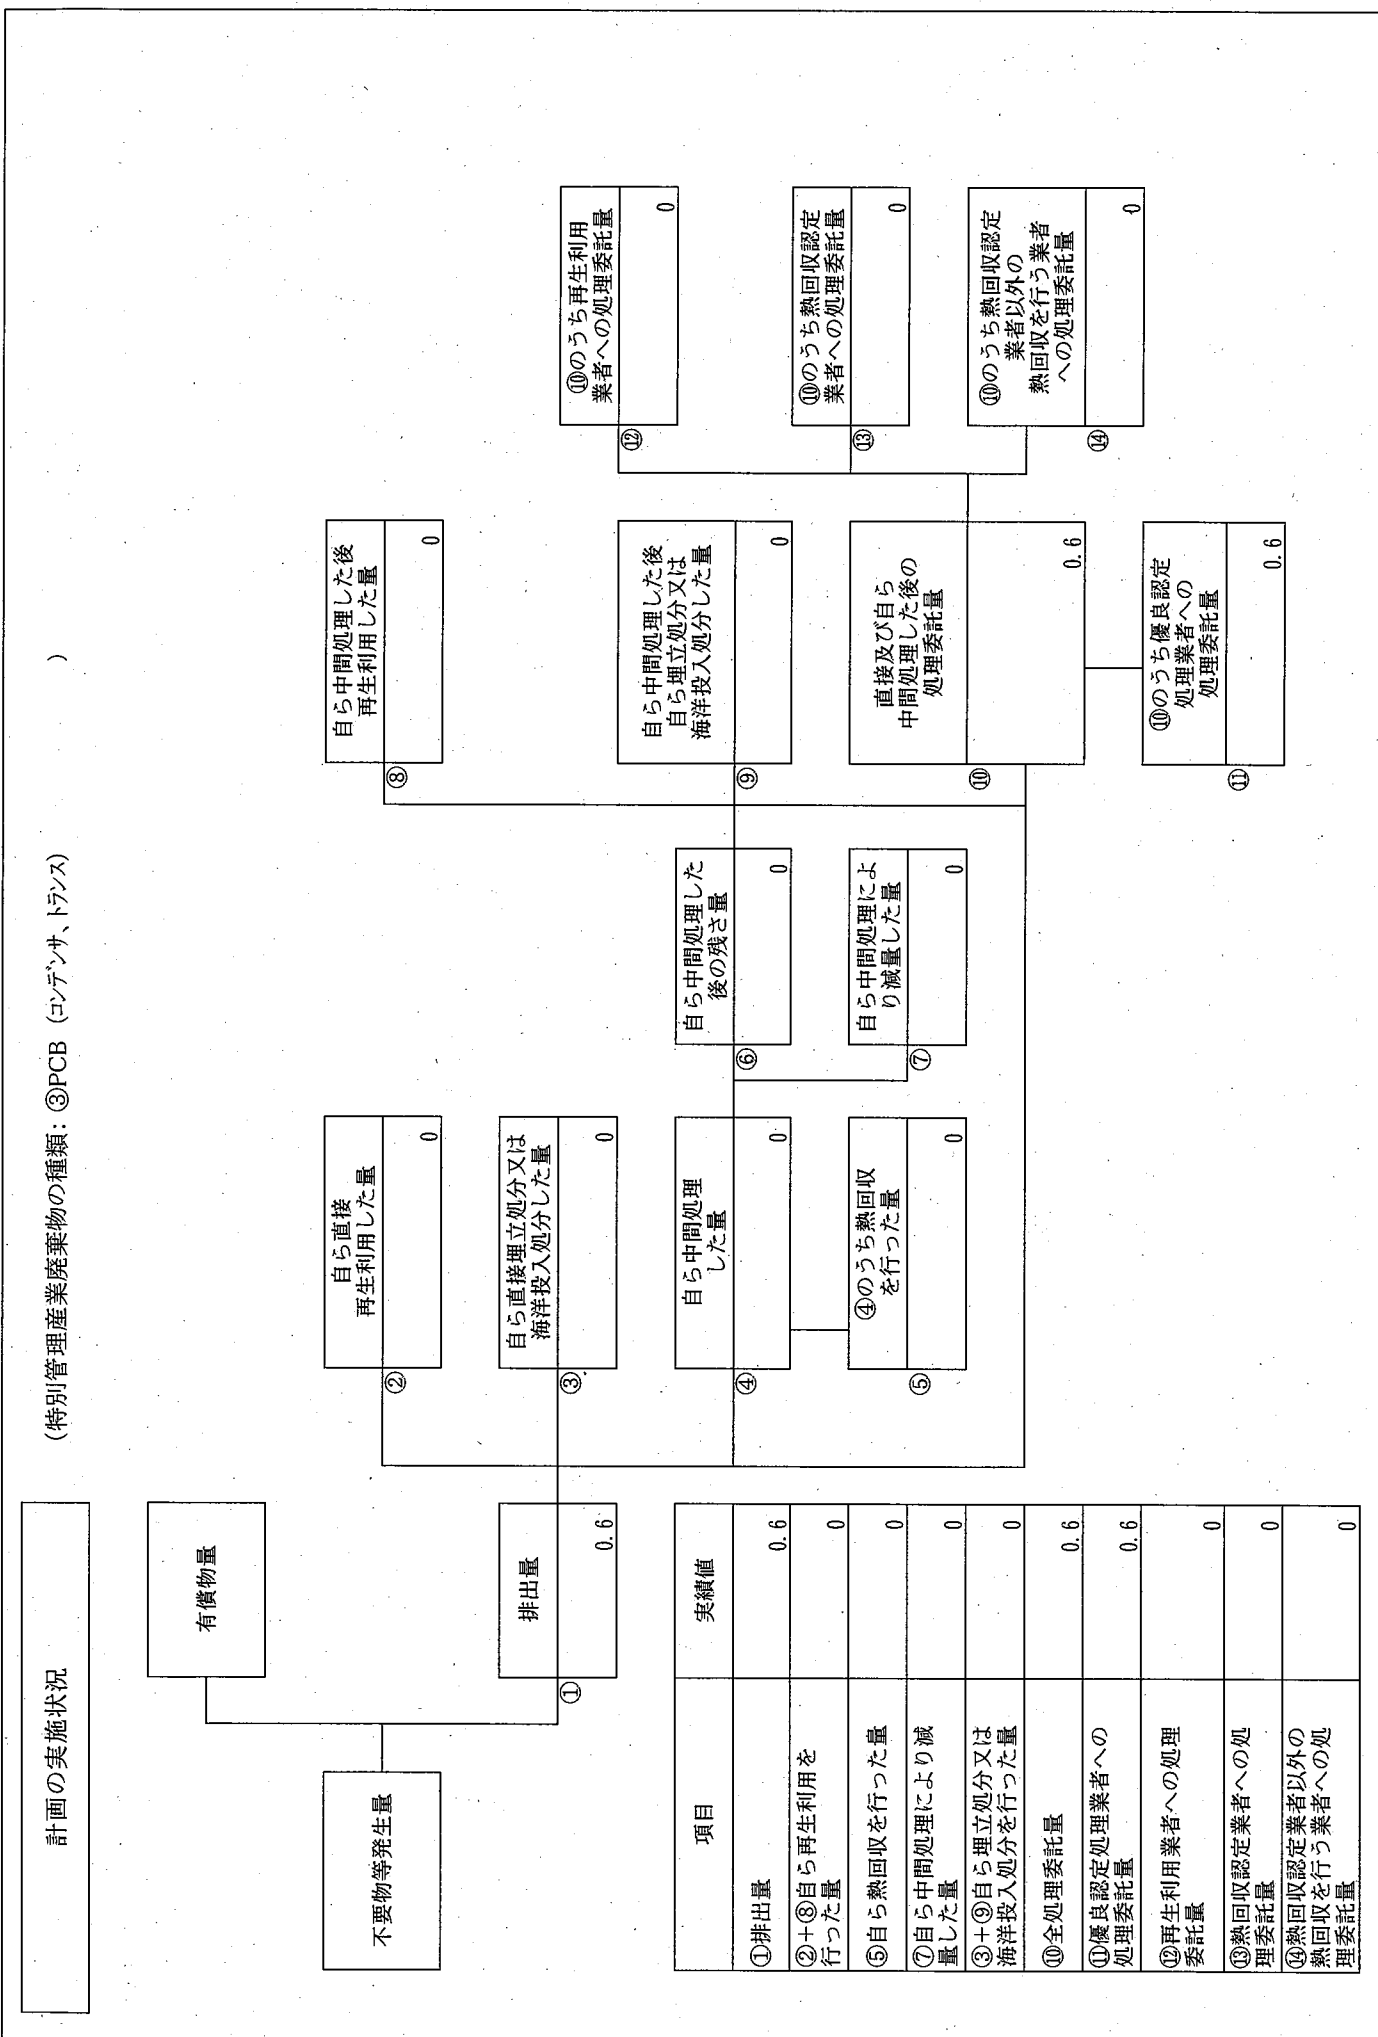 計画の実施状況
(特別管理産業廃棄物の種類: ③PCB (コンデンサ、トランス) )
不要物等発生量
有償物量
①
排出量
0.6
②
自ら直接
再生利用した量
0
③
自ら直接埋立処分又は
海洋投入処分した量
0
④
自ら中間処理
した量
0
⑤
④のうち熱回収
を行った量
0
⑥
自ら中間処理した
後の残さ量
0
⑦
自ら中間処理によ
り減量した量
0
⑧
自ら中間処理した後
再生利用した量
0
⑨
自ら中間処理した後
自ら埋立処分又は
海洋投入処分した量
0
⑩
直接及び自ら
中間処理した後の
処理委託量
0.6
⑪
⑩のうち優良認定
処理業者への
処理委託量
0.6
⑫
⑩のうち再生利用
業者への処理委託量
0
⑬
⑩のうち熱回収認定
業者への処理委託量
0
⑭
⑩のうち熱回収認定
業者以外の
熱回収を行う業者
への処理委託量
0
項目 実績値
①排出量 0.6
②+⑧自ら再生利用を
行った量 0
⑤自ら熱回収を行った量 0
⑦自ら中間処理により減
量した量 0
③+⑨自ら埋立処分又は
海洋投入処分を行った量 0
⑩全処理委託量 0.6
⑪優良認定処理業者への
処理委託量 0.6
⑫再生利用業者への処理
委託量 0
⑬熱回収認定業者への処
理委託量 0
⑭熱回収認定業者以外の
熱回収を行う業者への処
理委託量 0